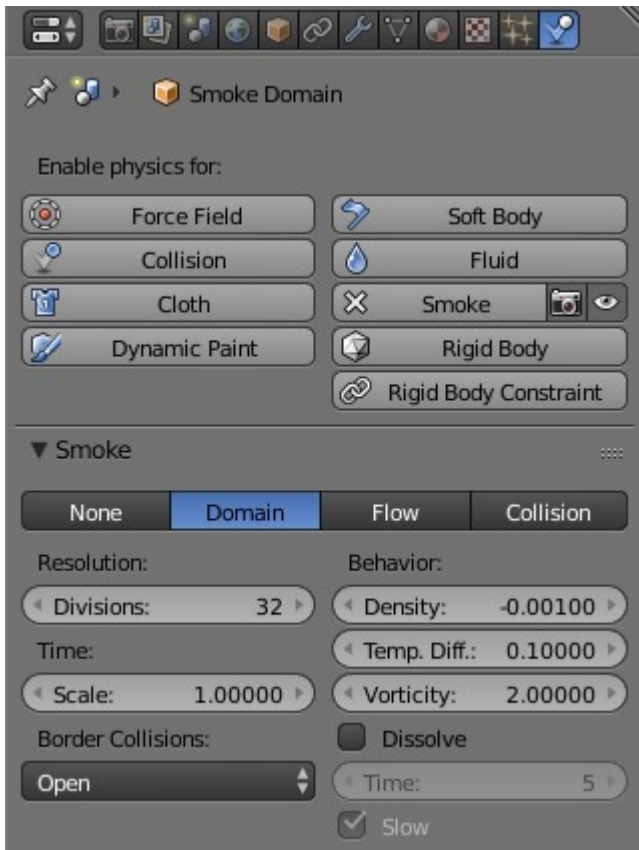 Smoke Domain
Enable physics for:
Force Field Soft Body
Collision Fluid
Cloth Smoke
Dynamic Paint Rigid Body
Rigid Body Constraint
Smoke
None Domain Flow Collision
Resolution: Behavior:
Divisions: 32 Density: -0.00100
Time: Temp. Diff.: 0.10000
Scale: 1.00000 Vorticity: 2.00000
Border Collisions: Dissolve
Open Time: 5
Slow